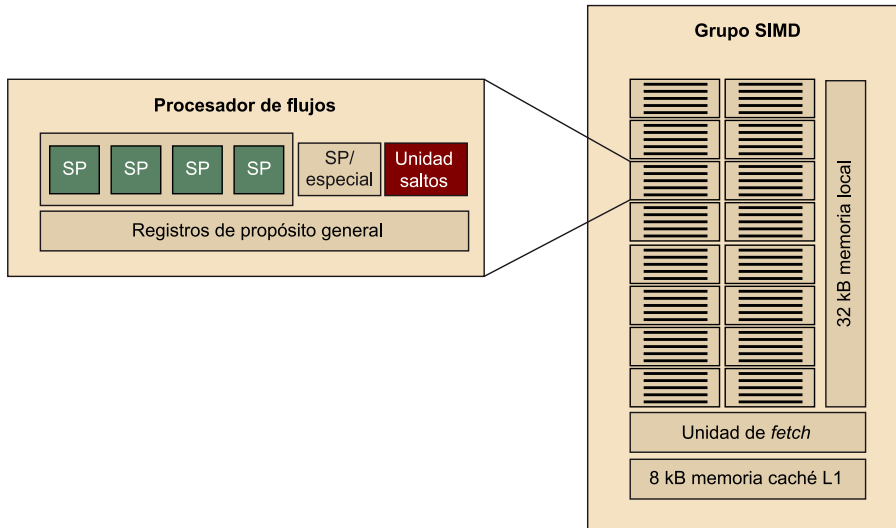 Grupo SIMD
Procesador de flujos
SP
SP
SP
SP
SP/
especial
Unidad
saltos
Registros de propósito general
32 kB memoria local
Unidad de fetch
8 kB memoria caché L1